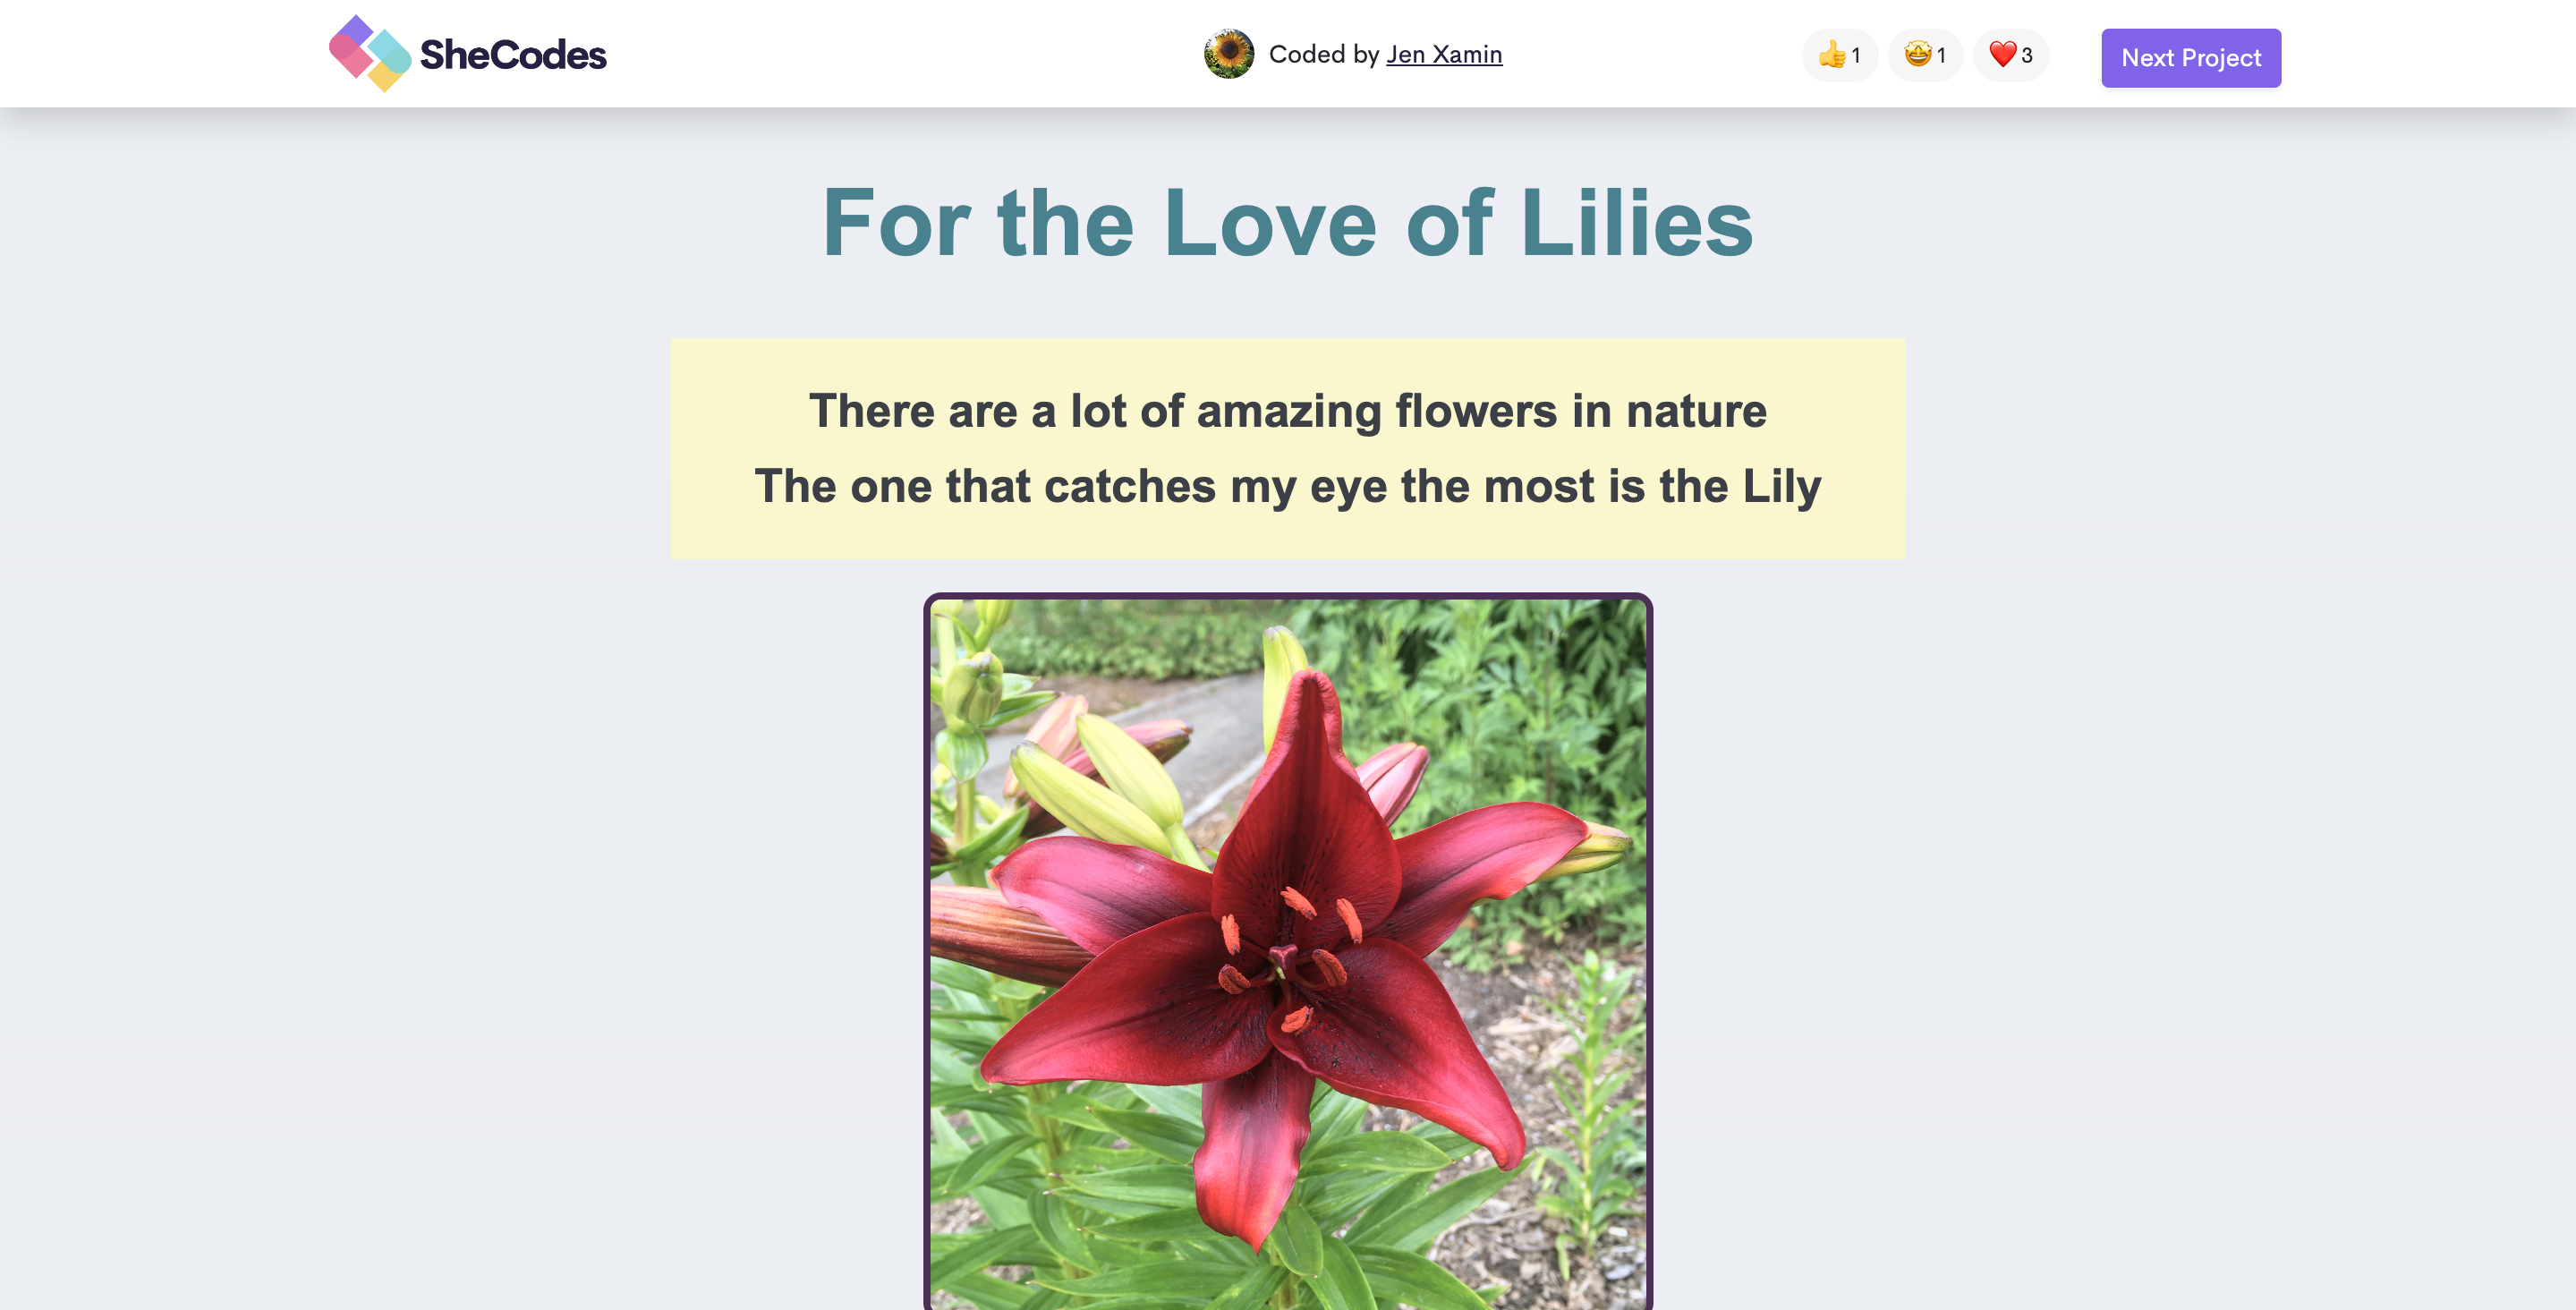 SheCodes
Coded by Jen Xamin
👍 1
🤩 1
❤️ 3
Next Project
For the Love of Lilies
There are a lot of amazing flowers in nature
The one that catches my eye the most is the Lily